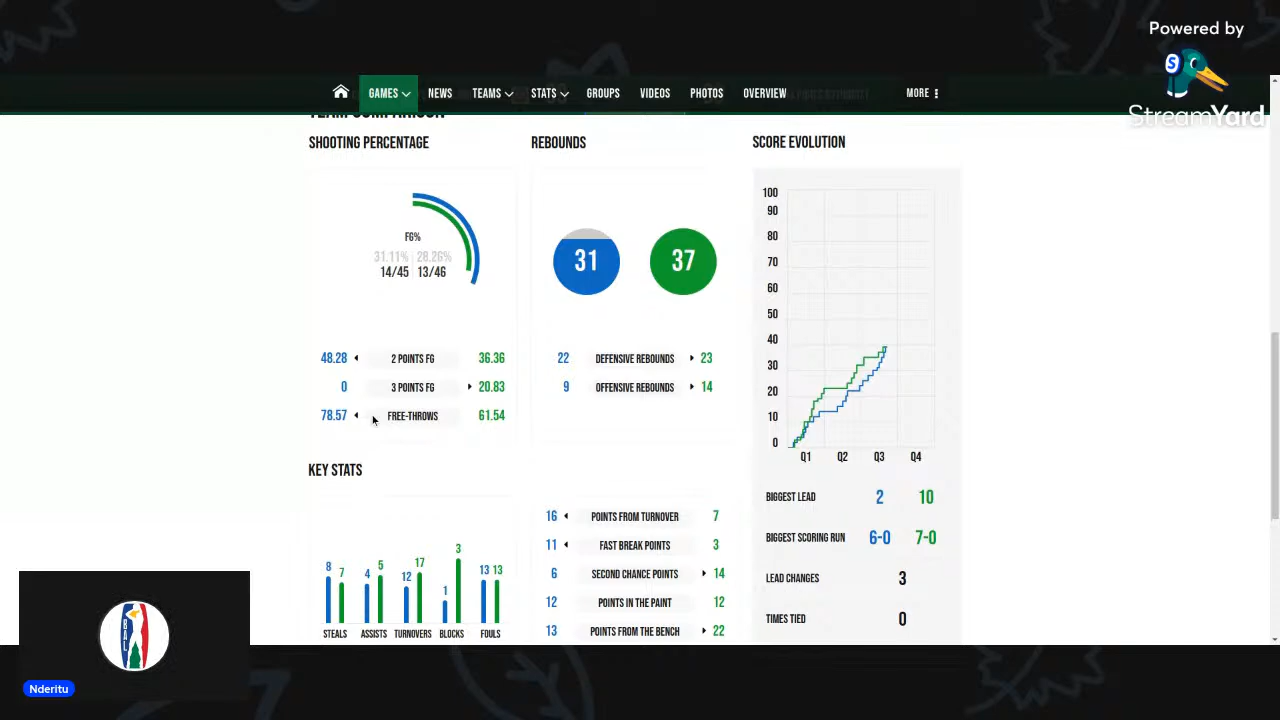 Powered by
StreamYard
GAMES NEWS TEAMS STATS GROUPS VIDEOS PHOTOS OVERVIEW MORE
TEAM COMPARISON
SHOOTING PERCENTAGE
FG%
31.11% 28.26%
14/45 13/46
48.28 2 POINTS FG 36.36
0 3 POINTS FG 20.83
78.57 FREE-THROWS 61.54
REBOUNDS
31 37
22 DEFENSIVE REBOUNDS 23
9 OFFENSIVE REBOUNDS 14
SCORE EVOLUTION
100
90
80
70
60
50
40
30
20
10
0
Q1 Q2 Q3 Q4
BIGGEST LEAD 2 10
BIGGEST SCORING RUN 6-0 7-0
LEAD CHANGES 3
TIMES TIED 0
KEY STATS
8 7 4 5 12 17 1 3 13 13
STEALS ASSISTS TURNOVERS BLOCKS FOULS
16 POINTS FROM TURNOVER 7
11 FAST BREAK POINTS 3
6 SECOND CHANCE POINTS 14
12 POINTS IN THE PAINT 12
13 POINTS FROM THE BENCH 22
BAL
Nderitu